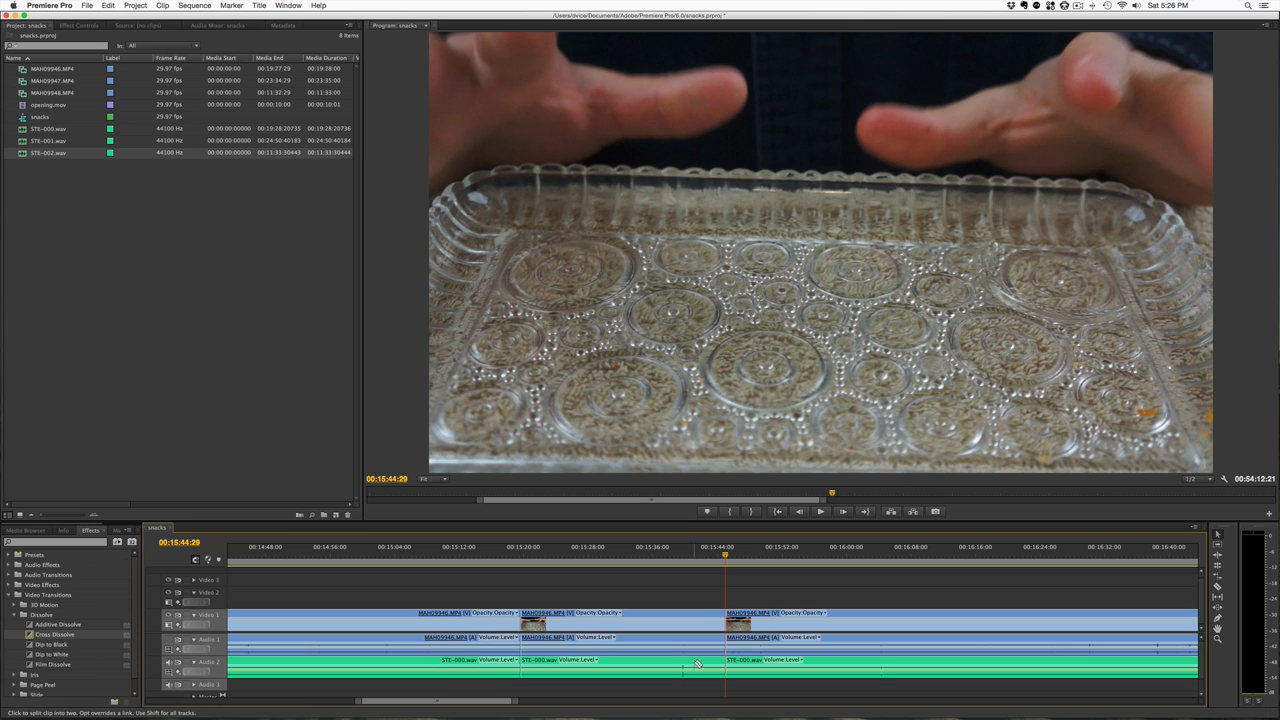 Premiere Pro File Edit Project Clip Sequence Marker Title Window Help Sat 5:26 PM
/Users/dvice/Documents/Adobe/Premiere Pro/6.0/snacks.prproj *
Project: snacks Effect Controls Source: (no clips) Audio Mixer: snacks Metadata Program: snacks
snacks.prproj 8 Items
In: All
Name Label Frame Rate Media Start Media End Media Duration
MAH09946.MP4 29.97 fps 00:00:00:00 00:19:27:29 00:19:28:00
MAH09947.MP4 29.97 fps 00:00:00:00 00:23:34:29 00:23:35:00
MAH09948.MP4 29.97 fps 00:00:00:00 00:11:32:29 00:11:33:00
opening.mov 29.97 fps 00:00:00:00 00:00:10:00 00:00:10:01
snacks 29.97 fps
STE-000.wav 44100 Hz 00:00:00:00000 00:19:28:20735 00:19:28:20736
STE-001.wav 44100 Hz 00:00:00:00000 00:24:50:40183 00:24:50:40184
STE-002.wav 44100 Hz 00:00:00:00000 00:11:33:30443 00:11:33:30444
00:15:44:29 Fit 1/2 00:54:12:21
Media Browser Info Effects snacks
00:15:44:29
00:14:48:00 00:14:56:00 00:15:04:00 00:15:12:00 00:15:20:00 00:15:28:00 00:15:36:00 00:15:44:00 00:15:52:00 00:16:00:00 00:16:08:00 00:16:16:00 00:16:24:00 00:16:32:00 00:16:40:00
Presets
Audio Effects
Audio Transitions
Video Effects
Video Transitions
3D Motion
Dissolve
Additive Dissolve
Cross Dissolve
Dip to Black
Dip to White
Film Dissolve
Iris
Page Peel
Slide
Video 3
Video 2
Video 1 MAH09946.MP4 [V] Opacity:Opacity MAH09946.MP4 [V] Opacity:Opacity MAH09946.MP4 [V] Opacity:Opacity
Audio 1 MAH09946.MP4 [A] Volume:Level MAH09946.MP4 [A] Volume:Level MAH09946.MP4 [A] Volume:Level
Audio 2 STE-000.wav Volume:Level STE-000.wav Volume:Level STE-000.wav Volume:Level
Audio 3
Master
0
-6
-12
-18
-24
-30
-36
-42
-48
-54
dB
S S
Click to split clip into two. Opt overrides a link. Use Shift for all tracks.